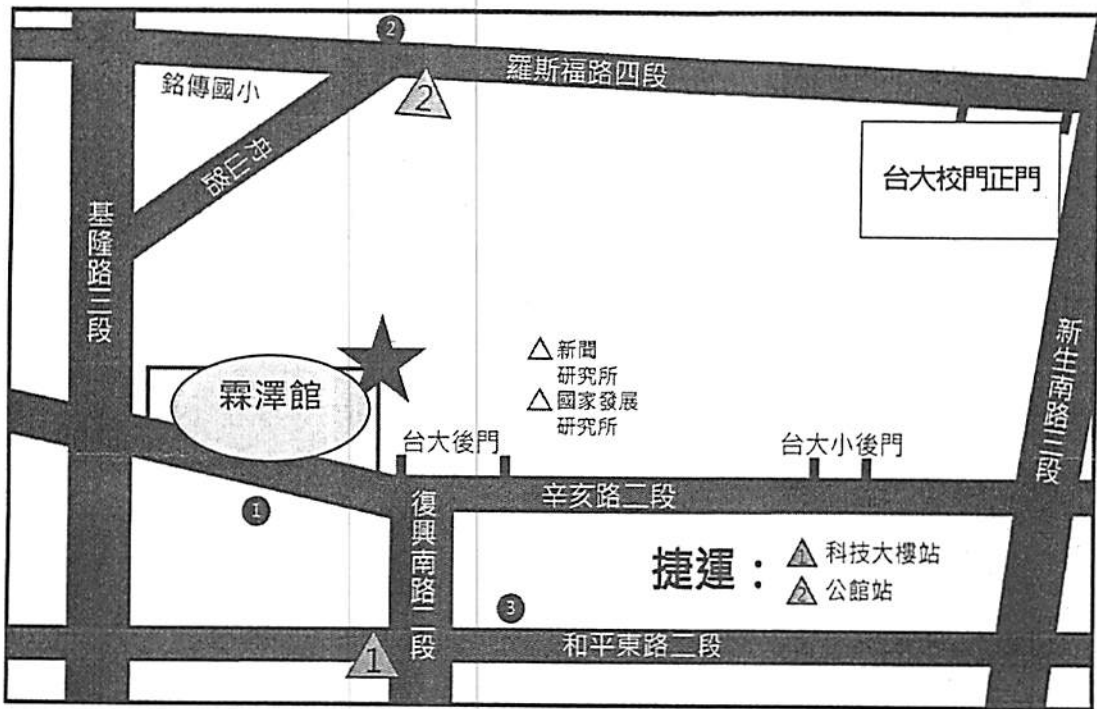 2
羅斯福路四段
銘傳國小
2
舟山路
台大校門正門
基隆路三段
新生南路三段
新聞
研究所
國家發展
研究所
霖澤館
台大後門
台大小後門
辛亥路二段
1
復興南路二段
捷運：
1 科技大樓站
2 公館站
3
和平東路二段
1